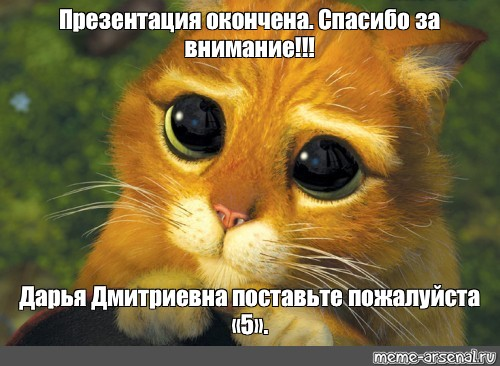 Презентация окончена. Спасибо за
внимание!!!
Дарья Дмитриевна поставьте пожалуйста
«5».
meme-arsenal.ru